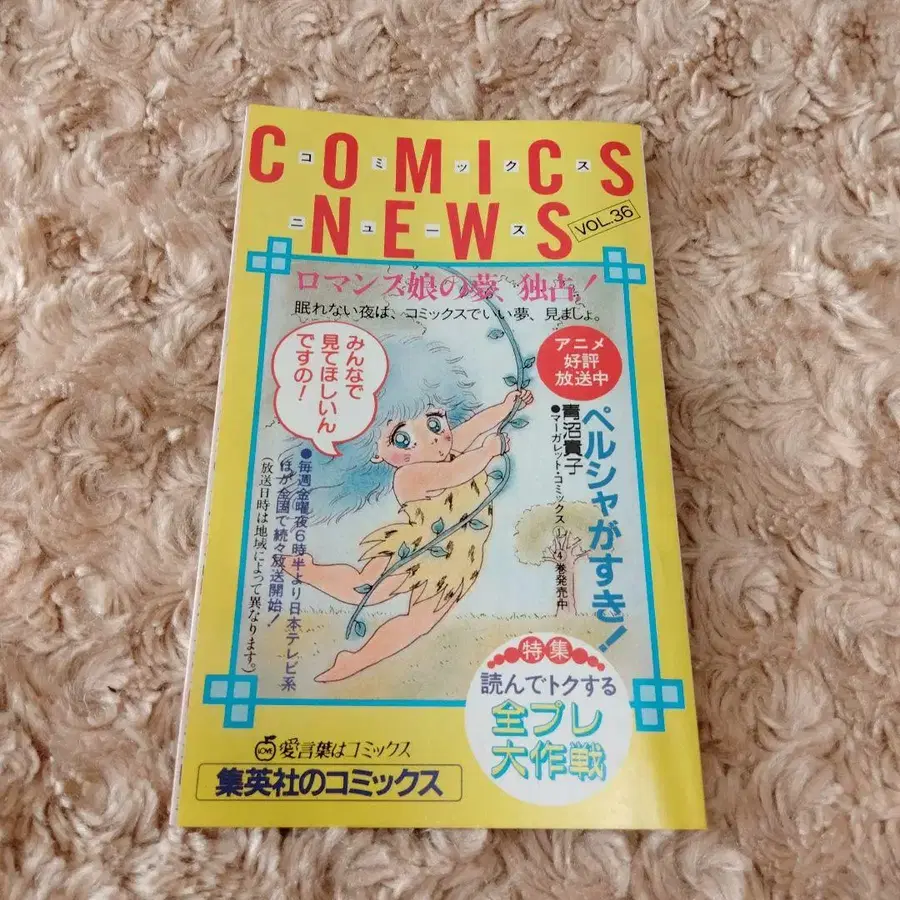 COMICS
コミックス
NEWS
ニュース
VOL.36
ロマンス娘の夢、独占!
眠れない夜は、コミックスでいい夢、見ましょ。
みんなで
見てほしいん
ですの!
アニメ
好評
放送中
ペルシャがすき!
●青沼貴子
マーガレット・コミックス①〜④巻発売中
●毎週金曜夜6時半より日本テレビ系
ほか全国で続々放送開始!
(放送日時は地域によって異なります。)
特集
読んでトクする
全プレ
大作戦
LOVE
愛言葉はコミックス
集英社のコミックス